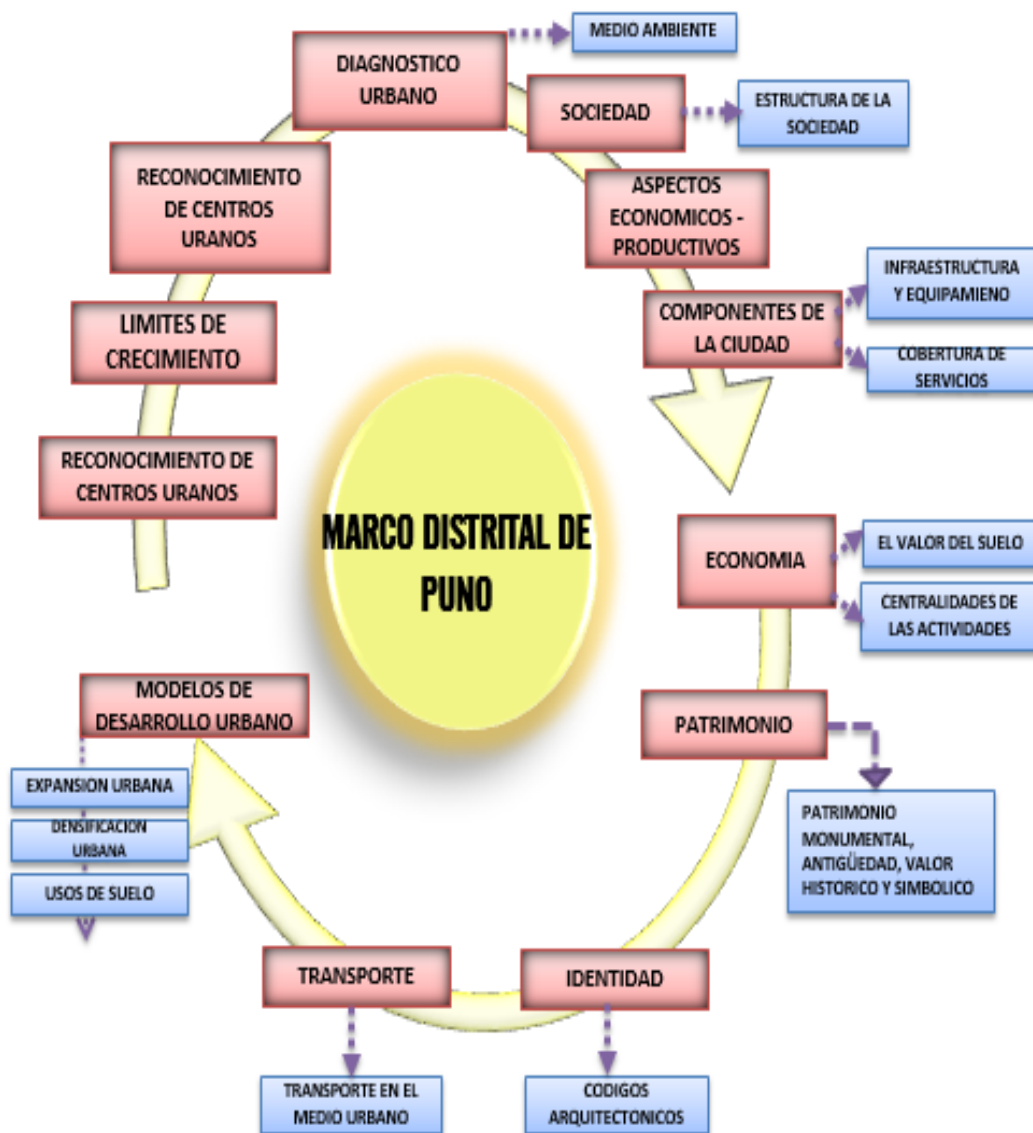 MEDIO AMBIENTE
DIAGNOSTICO
URBANO
SOCIEDAD
ESTRUCTURA DE LA
SOCIEDAD
RECONOCIMIENTO
DE CENTROS
URANOS
ASPECTOS
ECONOMICOS -
PRODUCTIVOS
INFRAESTRUCTURA
Y EQUIPAMIENO
COMPONENTES DE
LA CIUDAD
COBERTURA DE
SERVICIOS
LIMITES DE
CRECIMIENTO
RECONOCIMIENTO DE
CENTROS URANOS
MARCO DISTRITAL DE
PUNO
ECONOMIA
EL VALOR DEL SUELO
CENTRALIDADES DE
LAS ACTIVIDADES
MODELOS DE
DESARROLLO URBANO
PATRIMONIO
EXPANSION URBANA
DENSIFICACION
URBANA
USOS DE SUELO
PATRIMONIO
MONUMENTAL,
ANTIGÜEDAD, VALOR
HISTORICO Y SIMBOLICO
TRANSPORTE
IDENTIDAD
TRANSPORTE EN EL
MEDIO URBANO
CODIGOS
ARQUITECTONICOS